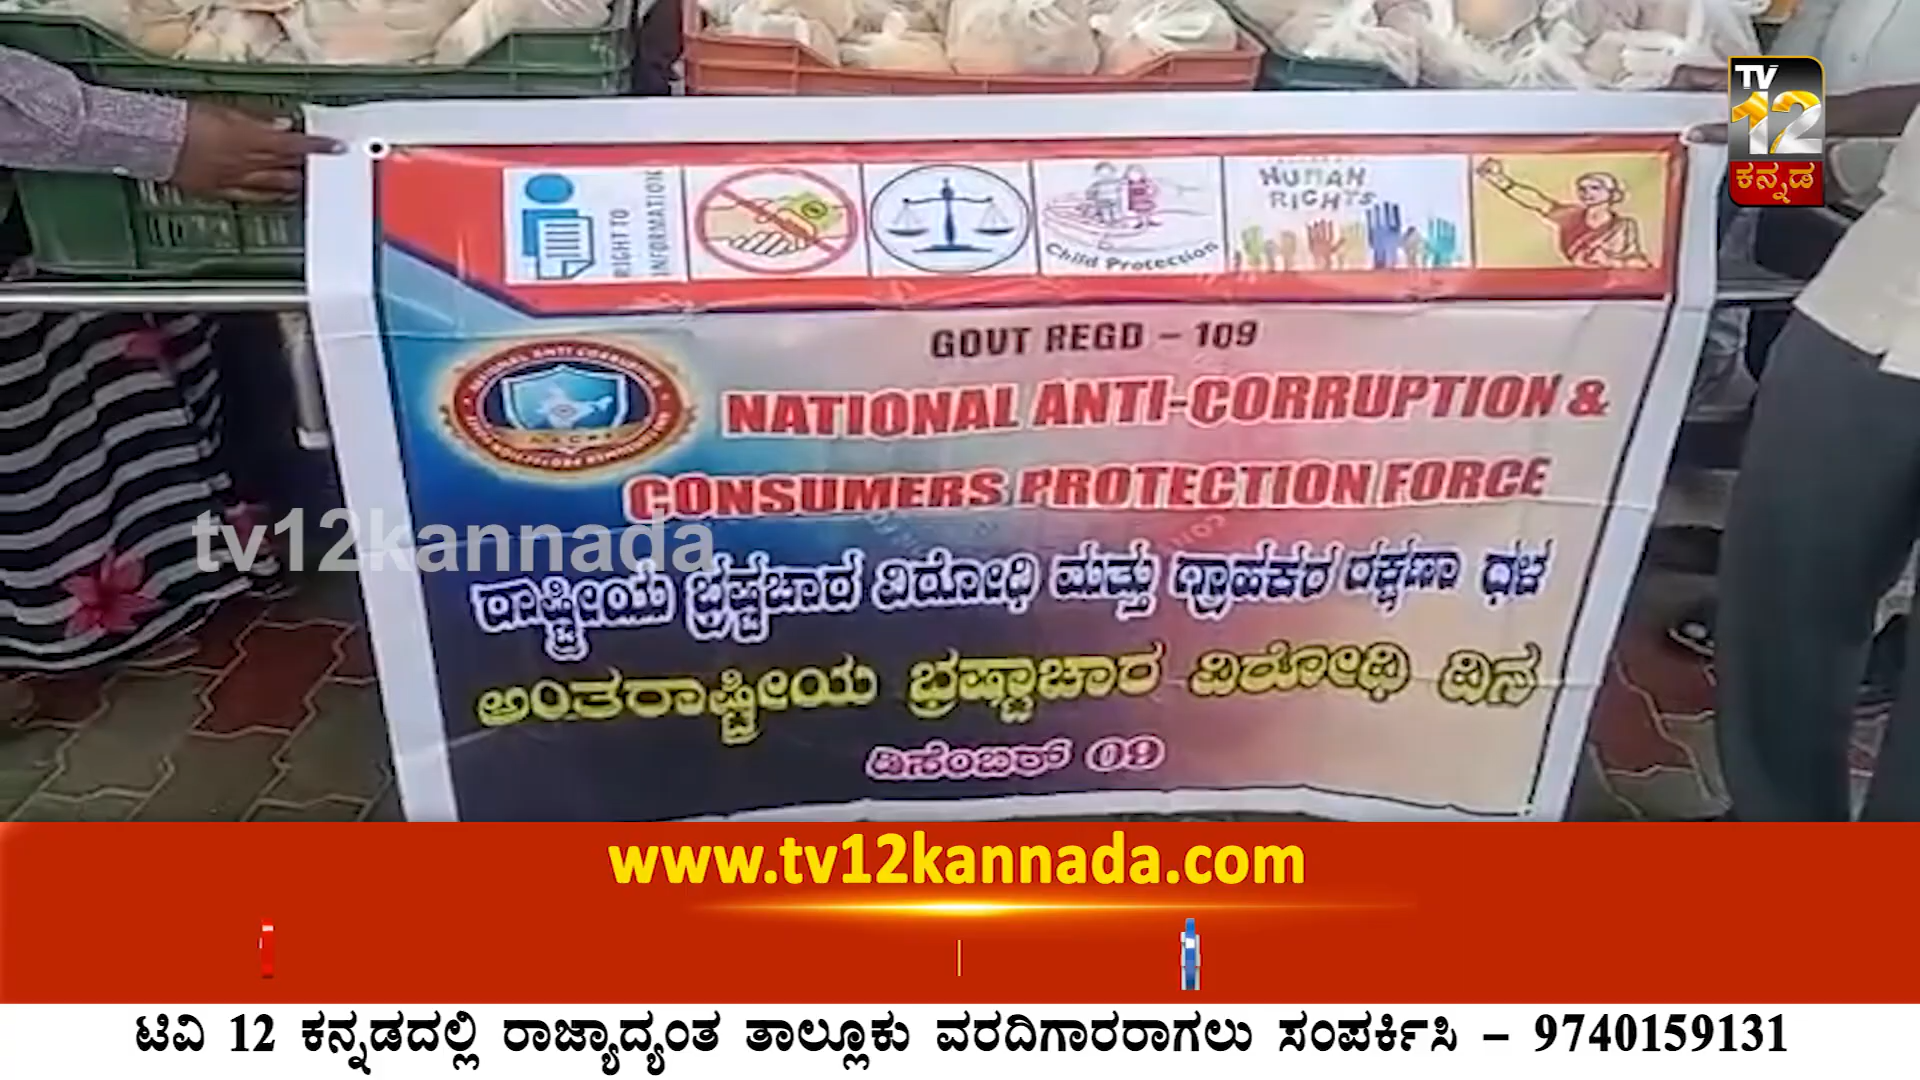 TV
12
ಕನ್ನಡ
RIGHT TO
INFORMATION
Child Protection
HUMAN
RIGHTS
GOVT REGD – 109
NATIONAL ANTI-CORRUPTION &
CONSUMERS PROTECTION FORCE
tv12kannada
ರಾಷ್ಟ್ರೀಯ ಭ್ರಷ್ಟಚಾರ ವಿರೋಧಿ ಮತ್ತು ಗ್ರಾಹಕರ ರಕ್ಷಣಾ ಧಳ
ಅಂತರಾಷ್ಟ್ರೀಯ ಭ್ರಷ್ಟಾಚಾರ ವಿರೋಧಿ ದಿನ
ಡಿಸೆಂಬರ್ 09
www.tv12kannada.com
ಟಿವಿ 12 ಕನ್ನಡದಲ್ಲಿ ರಾಜ್ಯಾದ್ಯಂತ ತಾಲ್ಲೂಕು ವರದಿಗಾರರಾಗಲು ಸಂಪರ್ಕಿಸಿ – 9740159131